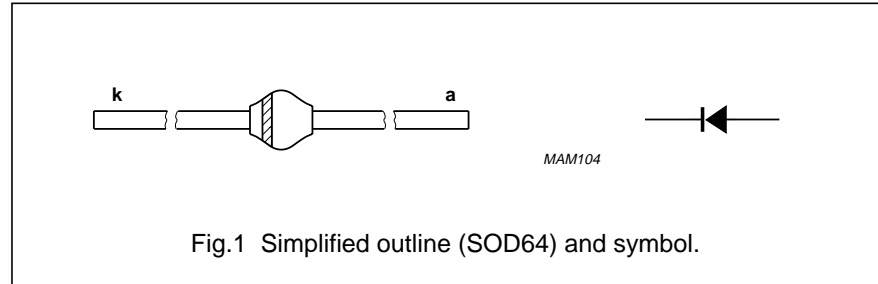 k
a
MAM104
Fig.1 Simplified outline (SOD64) and symbol.